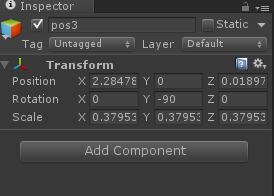 Inspector
pos3 Static
Tag Untagged Layer Default
Transform
Position X 2.28478 Y 0 Z 0.01897
Rotation X 0 Y -90 Z 0
Scale X 0.37953 Y 0.37953 Z 0.37953
Add Component